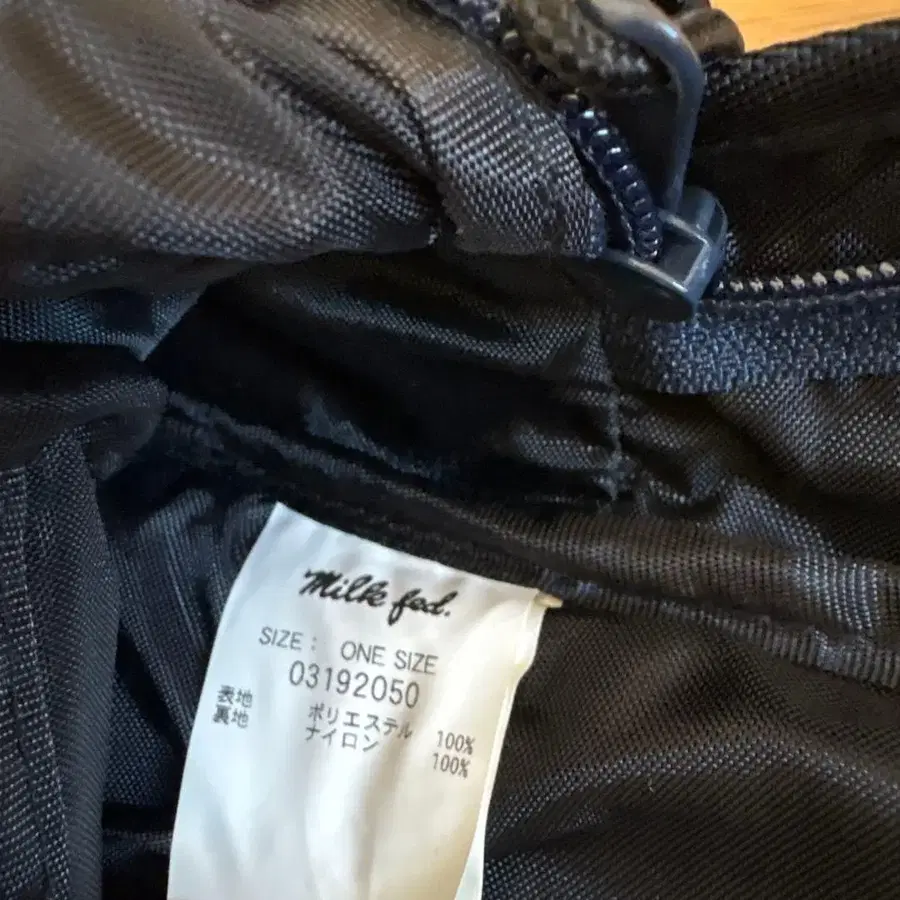 Milk fed.
SIZE: ONE SIZE
03192050
表地 ポリエステル 100%
裏地 ナイロン 100%